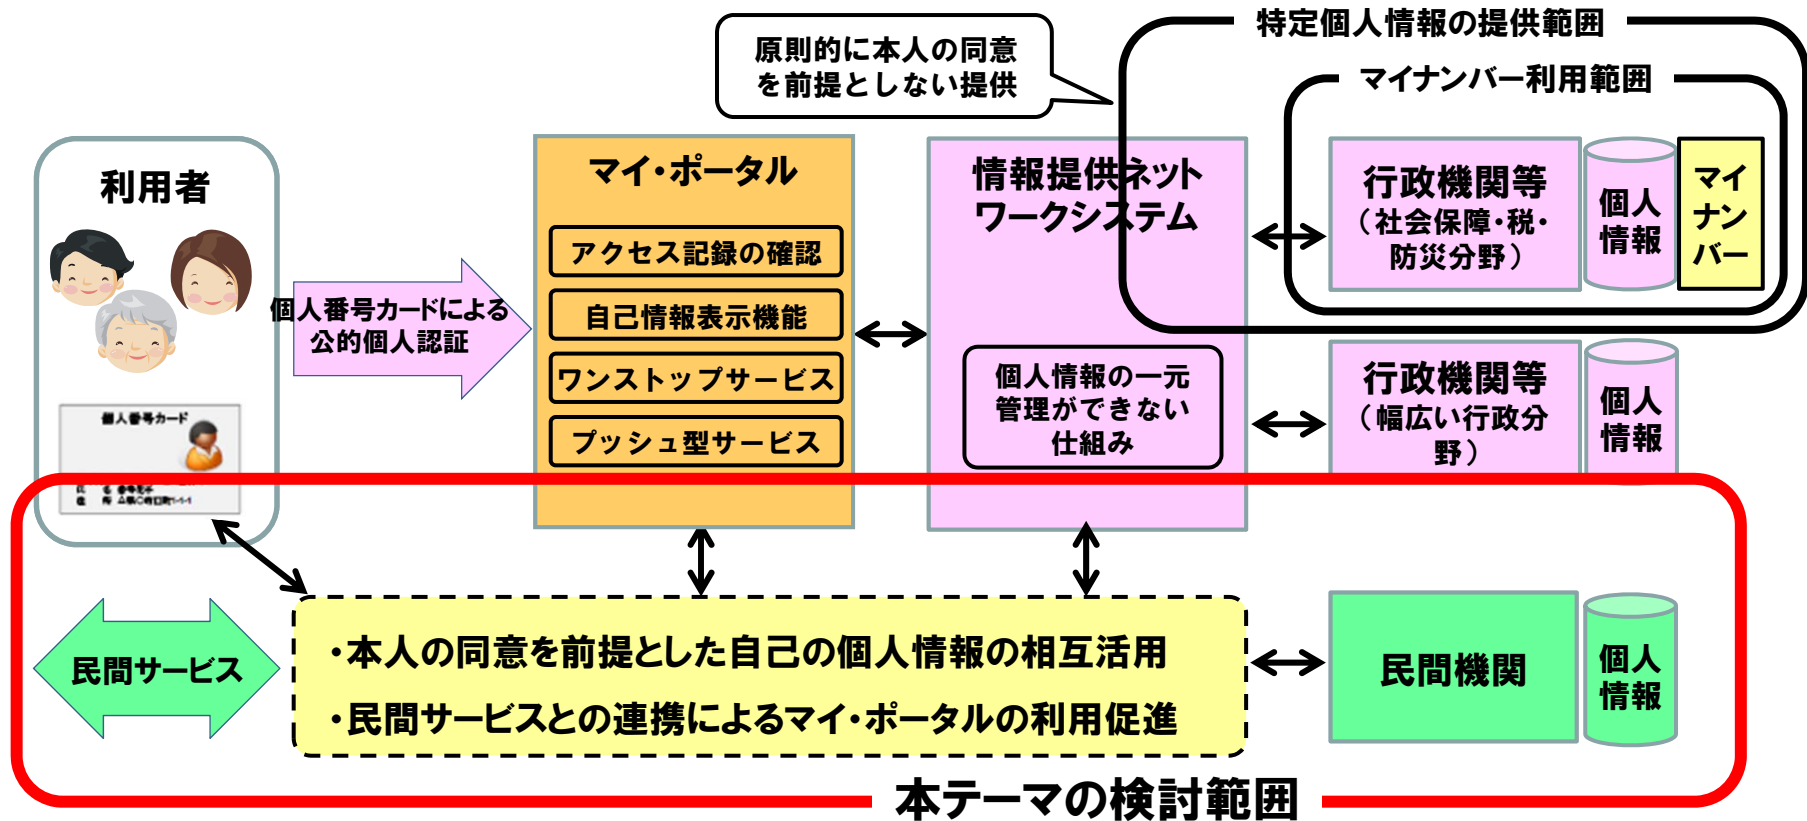 特定個人情報の提供範囲
原則的に本人の同意
を前提としない提供
マイナンバー利用範囲
利用者
マイ・ポータル
情報提供ネット
ワークシステム
行政機関等
（社会保障・税・
防災分野）
個人
情報
マイ
ナン
バー
アクセス記録の確認
自己情報表示機能
ワンストップサービス
プッシュ型サービス
個人番号カードによる
公的個人認証
個人情報の一元
管理ができない
仕組み
行政機関等
（幅広い行政分
野）
個人
情報
個人番号カード
氏 名 番号花子
・本人の同意を前提とした自己の個人情報の相互活用
・民間サービスとの連携によるマイ・ポータルの利用促進
民間サービス
民間機関
個人
情報
本テーマの検討範囲